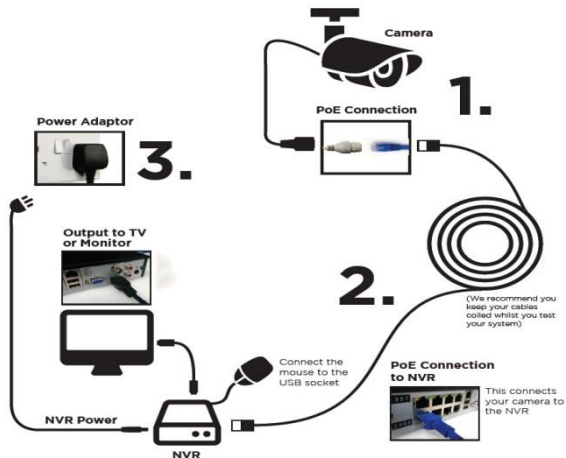 Camera
1.
PoE Connection
Power Adaptor
3.
Output to TV
or Monitor
2.
(We recommend you
keep your cables
coiled whilst you test
your system)
Connect the
mouse to the
USB socket
PoE Connection
to NVR
This connects
your camera to
the NVR
NVR Power
NVR